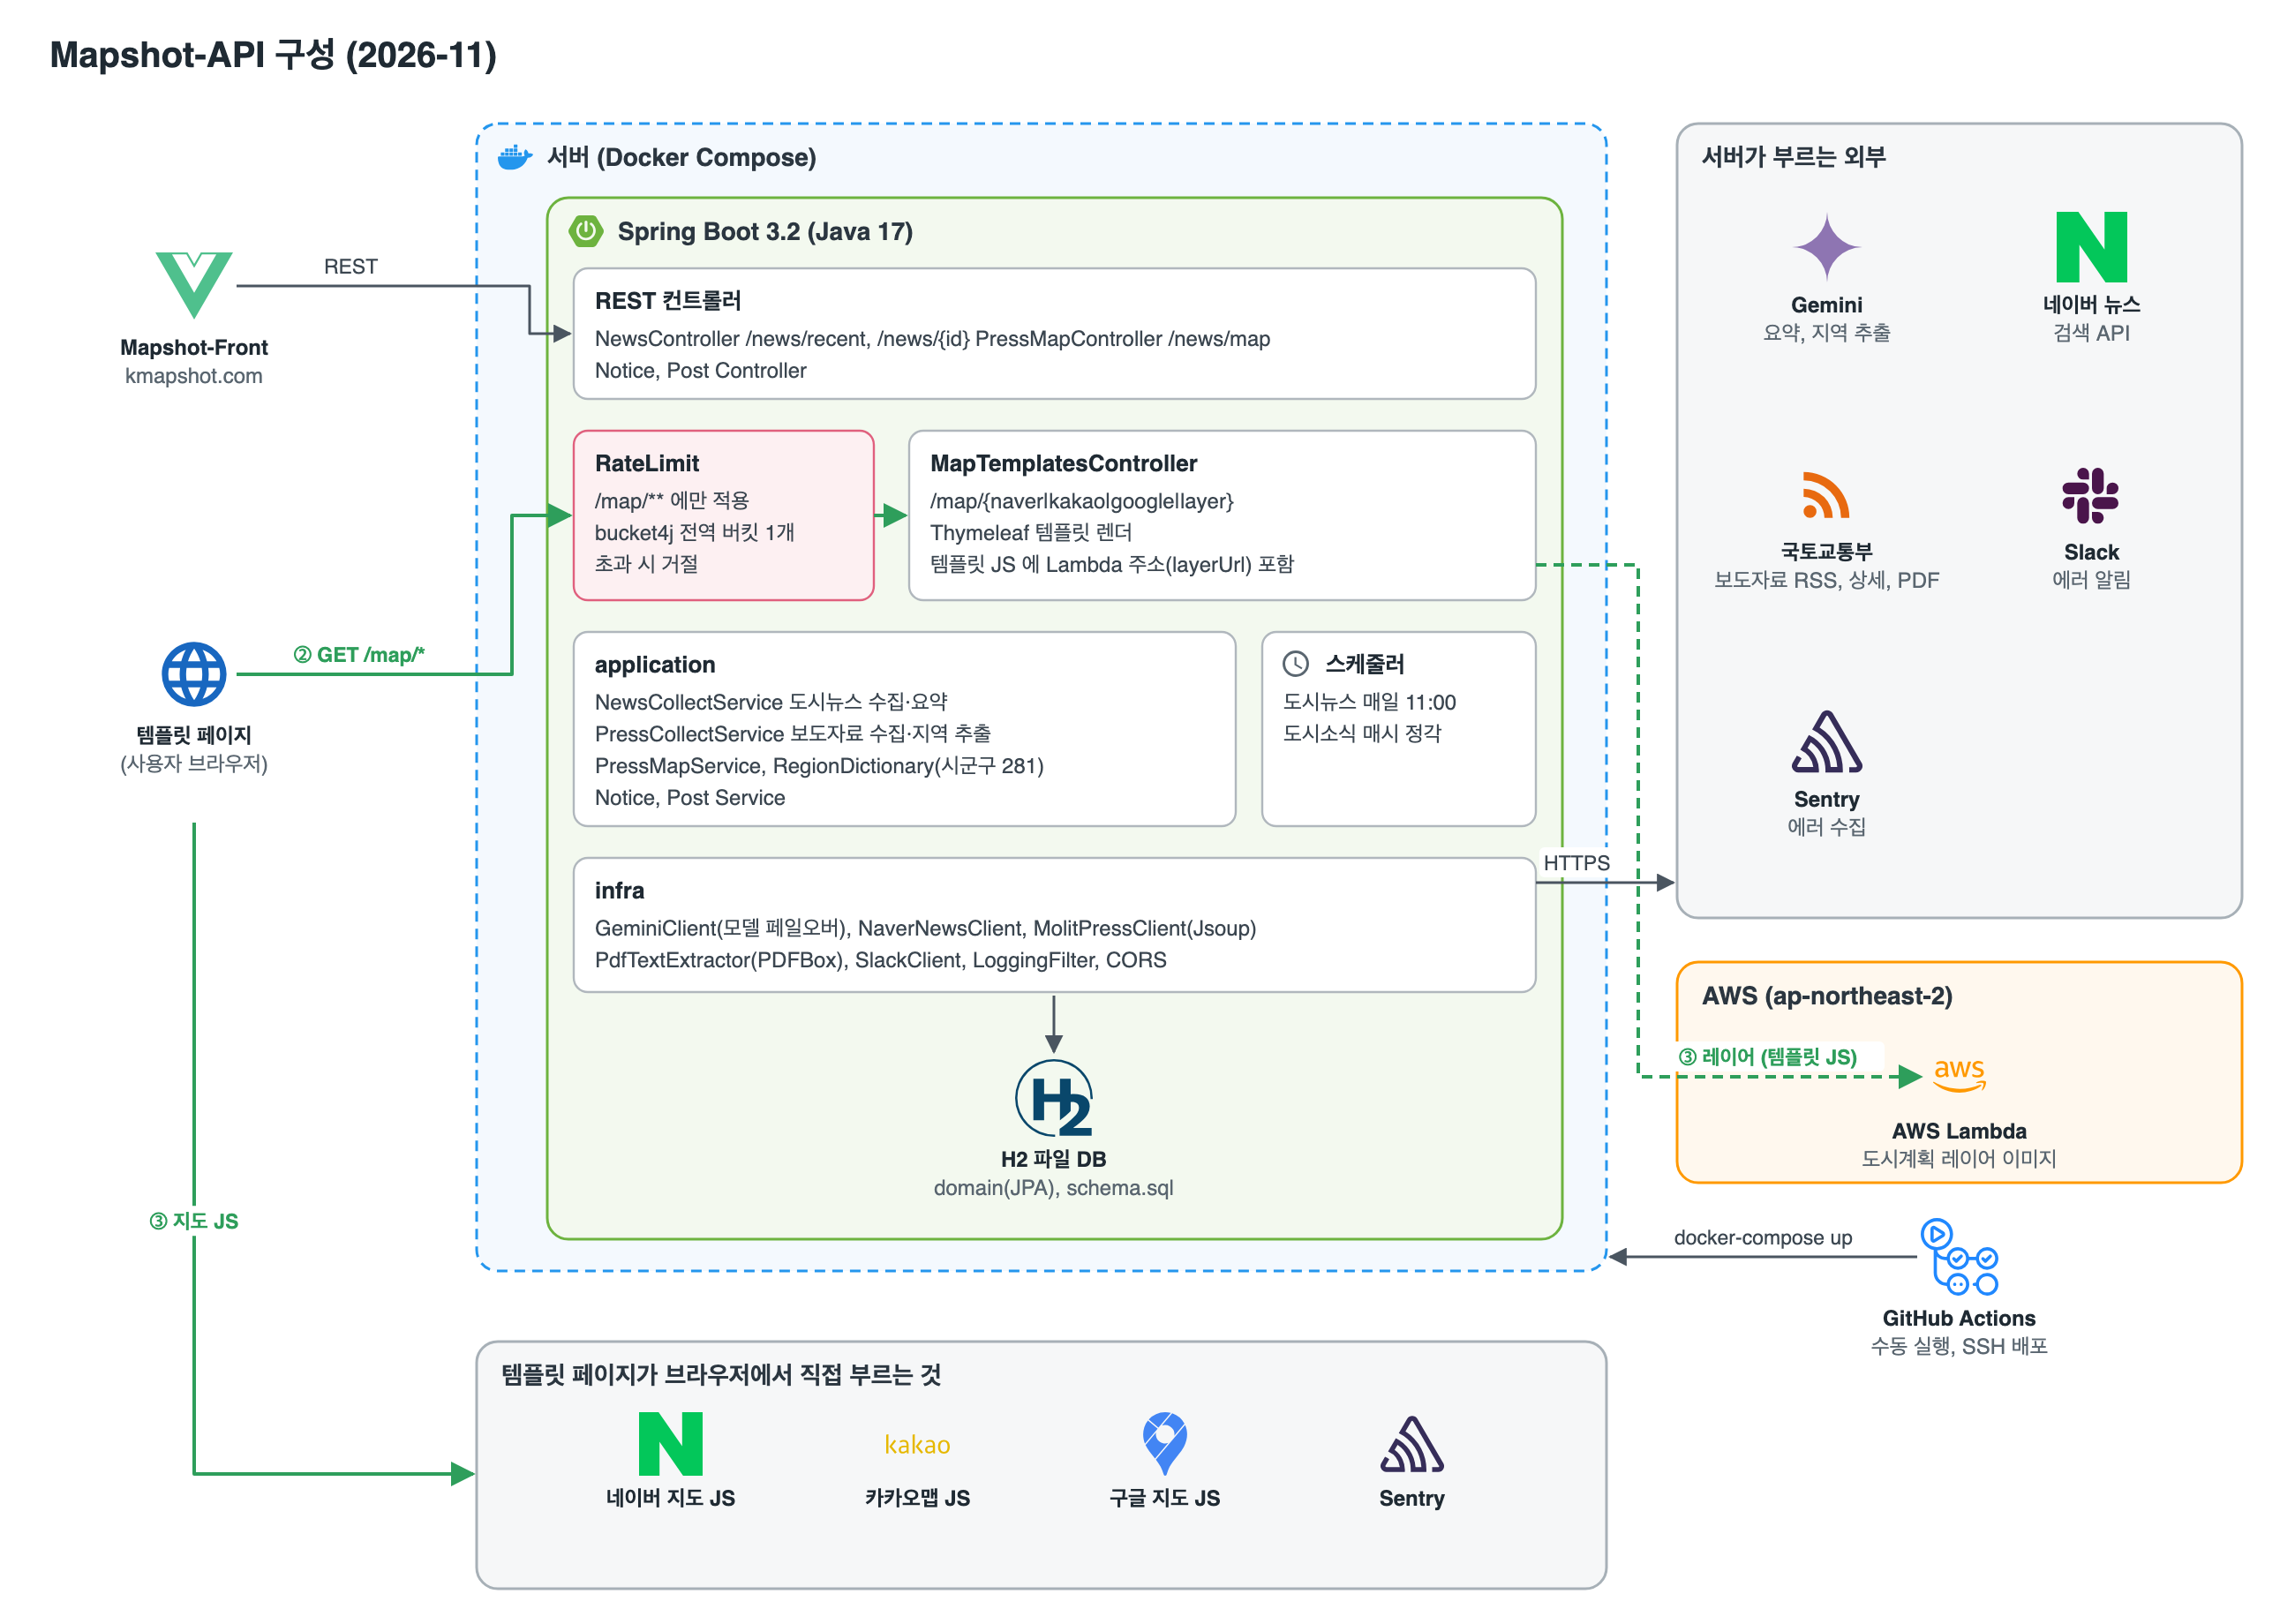 Mapshot-API 구성 (2026-11)
서버 (Docker Compose)
Spring Boot 3.2 (Java 17)
REST
Mapshot-Front
kmapshot.com
REST 컨트롤러
NewsController /news/recent, /news/{id} PressMapController /news/map
Notice, Post Controller
RateLimit
/map/** 에만 적용
bucket4j 전역 버킷 1개
초과 시 거절
MapTemplatesController
/map/{naver|kakao|google|layer}
Thymeleaf 템플릿 렌더
템플릿 JS 에 Lambda 주소(layerUrl) 포함
② GET /map/*
템플릿 페이지
(사용자 브라우저)
application
NewsCollectService 도시뉴스 수집·요약
PressCollectService 보도자료 수집·지역 추출
PressMapService, RegionDictionary(시군구 281)
Notice, Post Service
스케줄러
도시뉴스 매일 11:00
도시소식 매시 정각
infra
GeminiClient(모델 페일오버), NaverNewsClient, MolitPressClient(Jsoup)
PdfTextExtractor(PDFBox), SlackClient, LoggingFilter, CORS
HTTPS
H2
H2 파일 DB
domain(JPA), schema.sql
서버가 부르는 외부
Gemini
요약, 지역 추출
N
네이버 뉴스
검색 API
국토교통부
보도자료 RSS, 상세, PDF
Slack
에러 알림
Sentry
에러 수집
AWS (ap-northeast-2)
③ 레이어 (템플릿 JS)
aws
AWS Lambda
도시계획 레이어 이미지
docker-compose up
GitHub Actions
수동 실행, SSH 배포
③ 지도 JS
템플릿 페이지가 브라우저에서 직접 부르는 것
N
네이버 지도 JS
kakao
카카오맵 JS
구글 지도 JS
Sentry